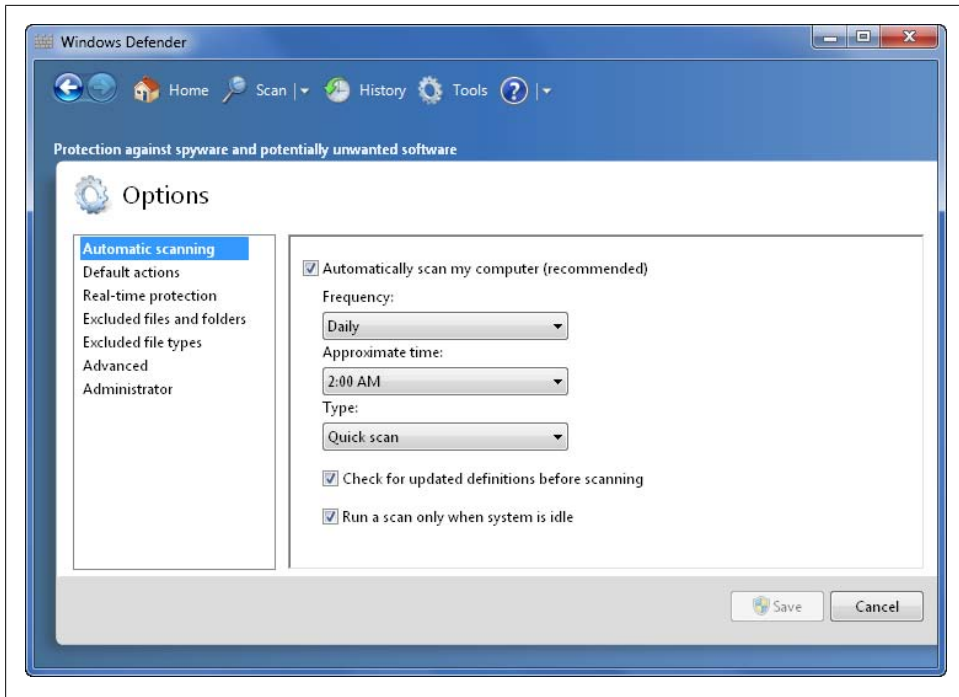 Windows Defender
Home Scan History Tools ?
Protection against spyware and potentially unwanted software
Options
Automatic scanning
Default actions
Real-time protection
Excluded files and folders
Excluded file types
Advanced
Administrator
Automatically scan my computer (recommended)
Frequency:
Daily
Approximate time:
2:00 AM
Type:
Quick scan
Check for updated definitions before scanning
Run a scan only when system is idle
Save Cancel